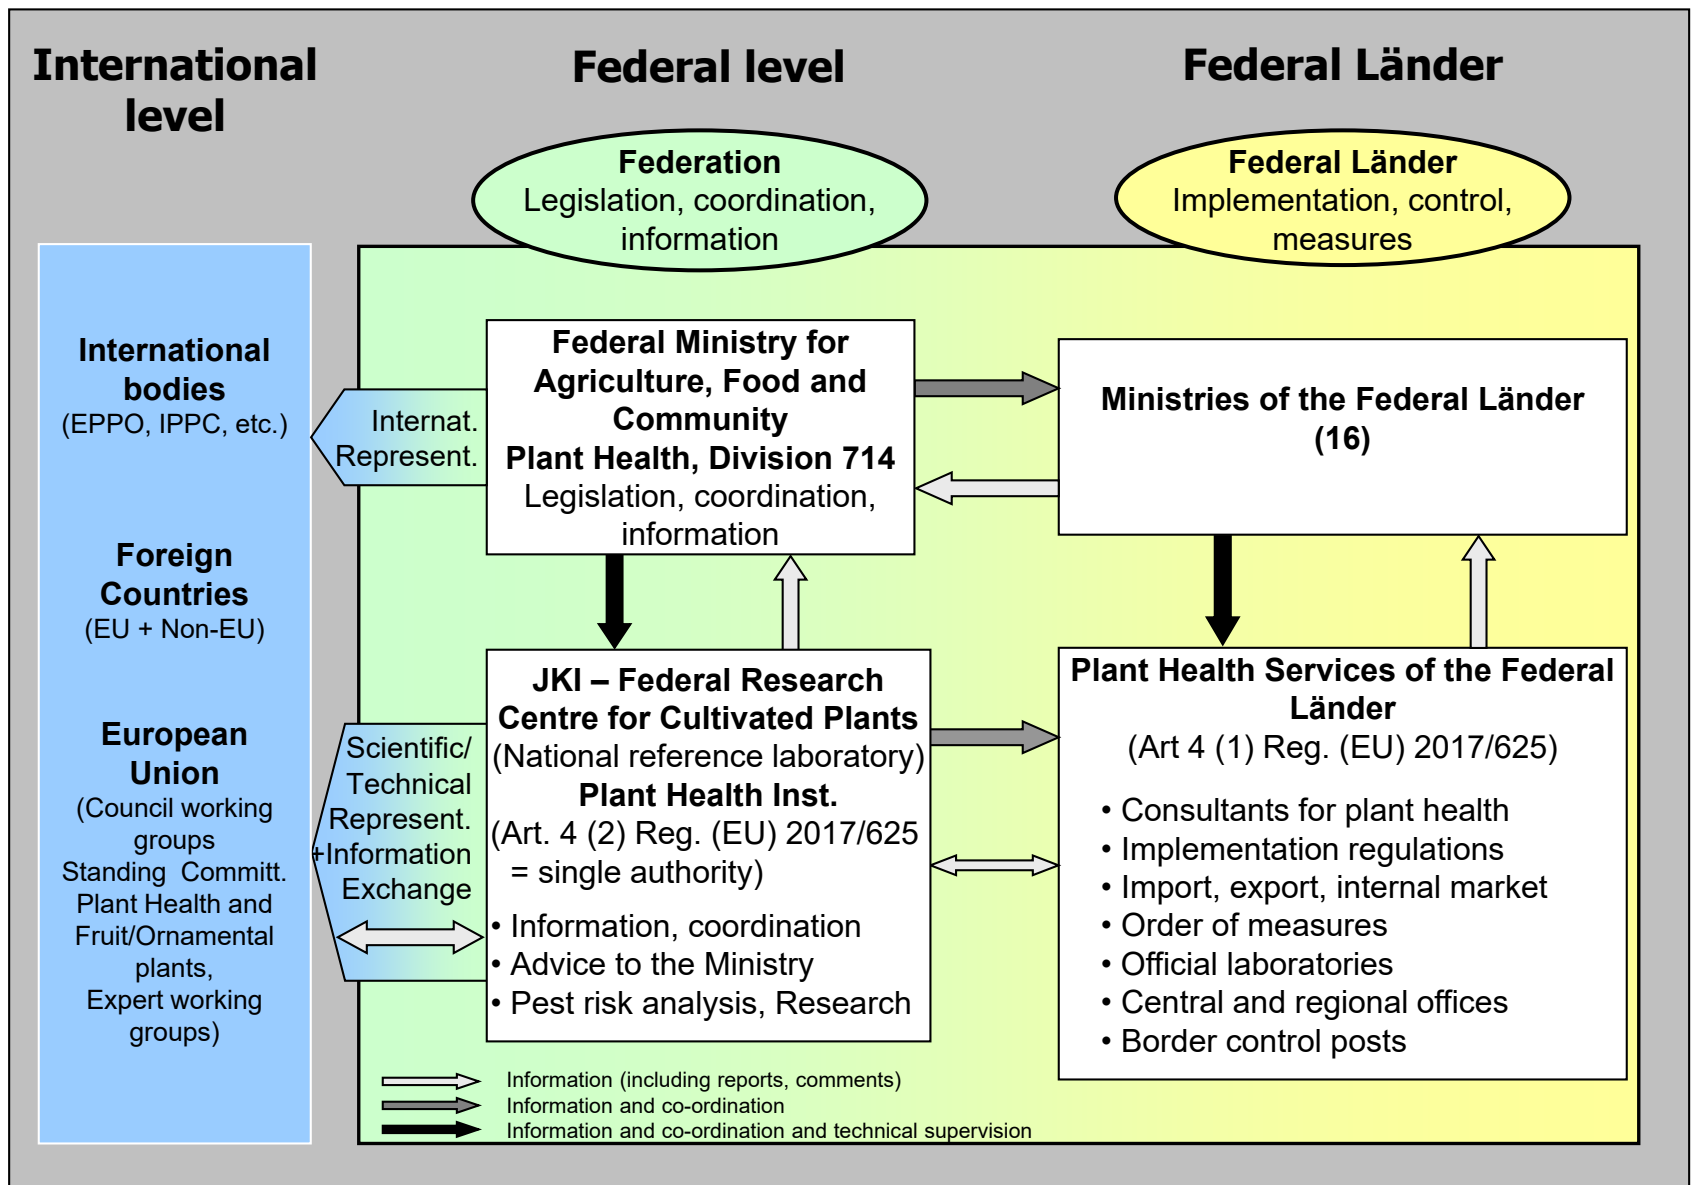 International
level
Federal level
Federal Länder
Federation
Legislation, coordination,
information
Federal Länder
Implementation, control,
measures
International
bodies
(EPPO, IPPC, etc.)
Foreign
Countries
(EU + Non-EU)
European
Union
(Council working
groups
Standing  Committ.
Plant Health and
Fruit/Ornamental
plants,
Expert working
groups)
Internat.
Represent.
Scientific/
Technical
Represent.
+Information
Exchange
Federal Ministry for
Agriculture, Food and
Community
Plant Health, Division 714
Legislation, coordination,
information
JKI – Federal Research
Centre for Cultivated Plants
(National reference laboratory)
Plant Health Inst.
(Art. 4 (2) Reg. (EU) 2017/625
= single authority)
• Information, coordination
• Advice to the Ministry
• Pest risk analysis, Research
Ministries of the Federal Länder
(16)
Plant Health Services of the Federal
Länder
(Art 4 (1) Reg. (EU) 2017/625)
• Consultants for plant health
• Implementation regulations
• Import, export, internal market
• Order of measures
• Official laboratories
• Central and regional offices
• Border control posts
Information (including reports, comments)
Information and co-ordination
Information and co-ordination and technical supervision